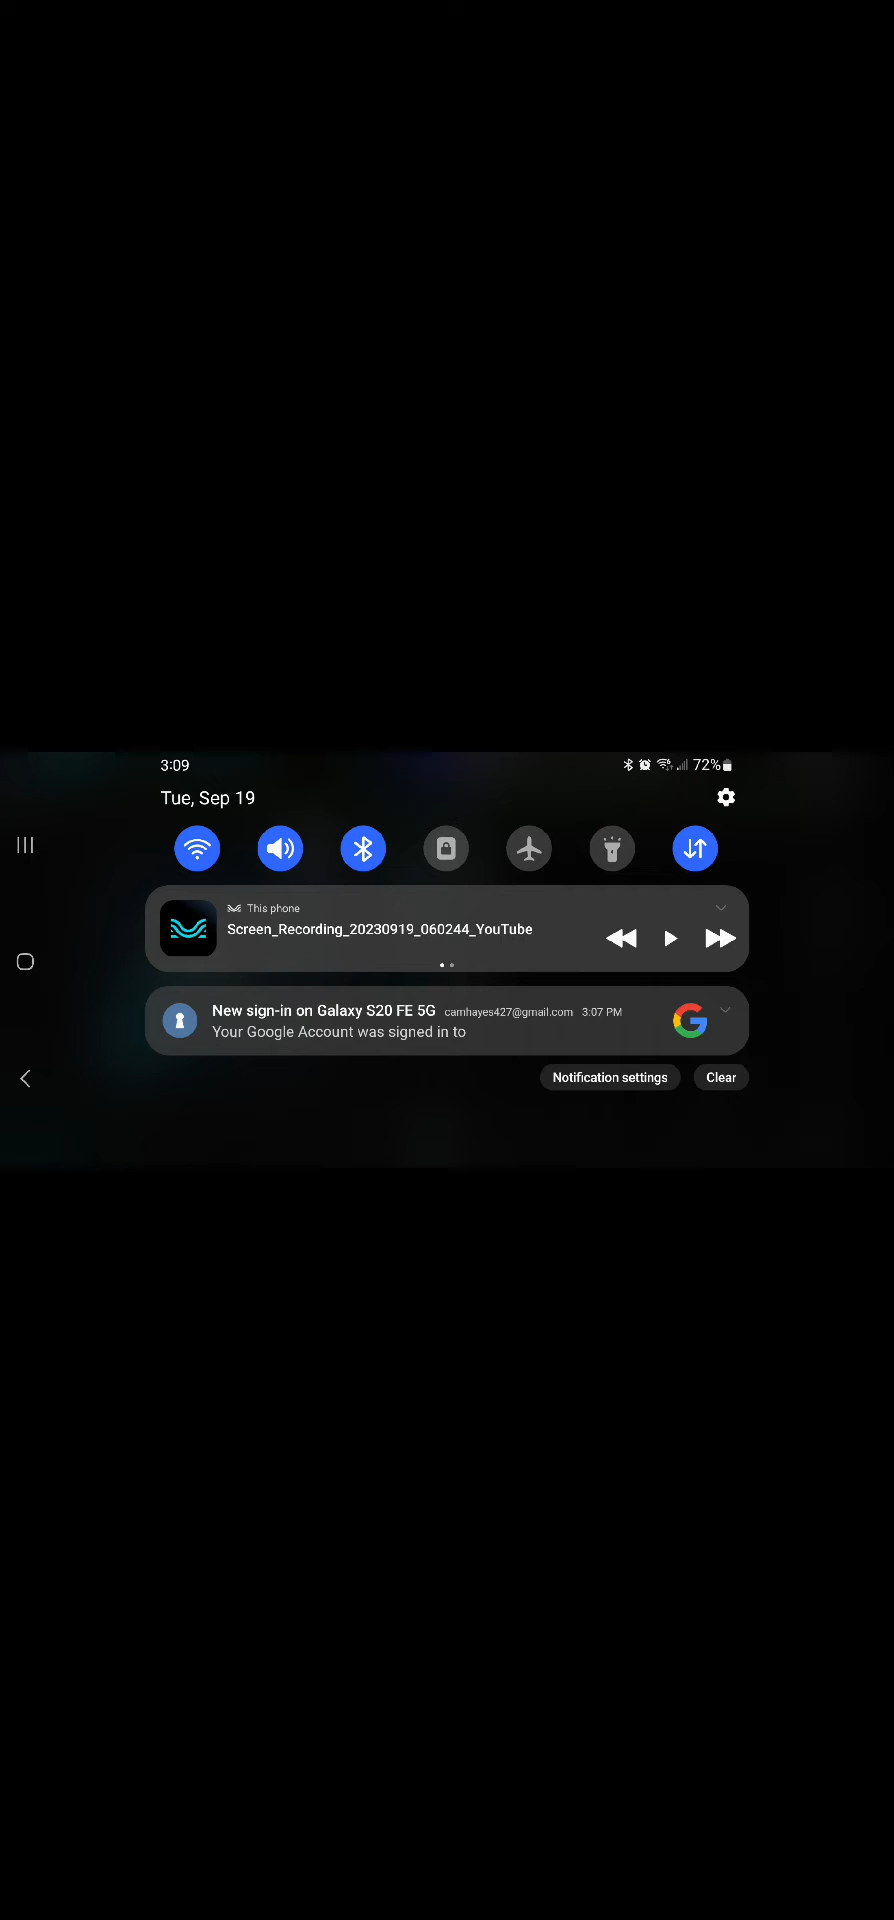 3:09
72%
Tue, Sep 19
This phone
Screen_Recording_20230919_060244_YouTube
New sign-in on Galaxy S20 FE 5G camhayes427@gmail.com 3:07 PM
Your Google Account was signed in to
Notification settings Clear